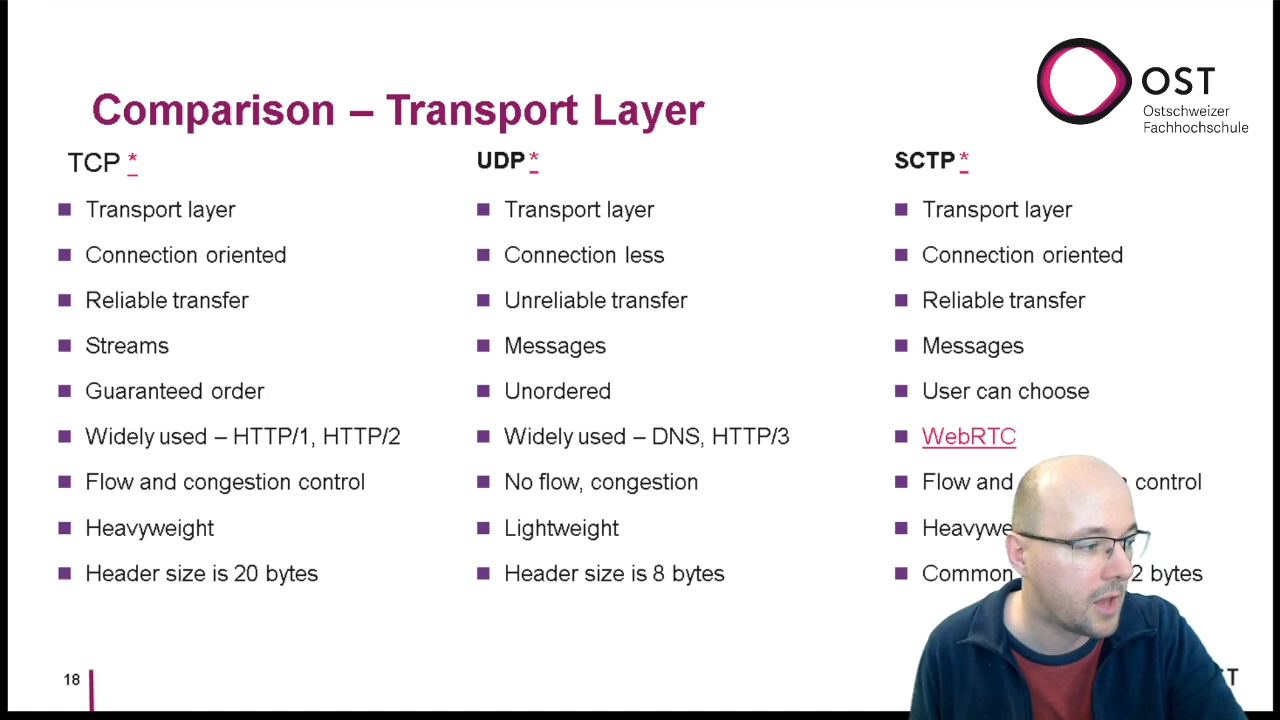 OST
Ostschweizer
Fachhochschule
Comparison – Transport Layer
TCP *
Transport layer
Connection oriented
Reliable transfer
Streams
Guaranteed order
Widely used – HTTP/1, HTTP/2
Flow and congestion control
Heavyweight
Header size is 20 bytes
UDP *
Transport layer
Connection less
Unreliable transfer
Messages
Unordered
Widely used – DNS, HTTP/3
No flow, congestion
Lightweight
Header size is 8 bytes
SCTP *
Transport layer
Connection oriented
Reliable transfer
Messages
User can choose
WebRTC
Flow and control
Common bytes
18